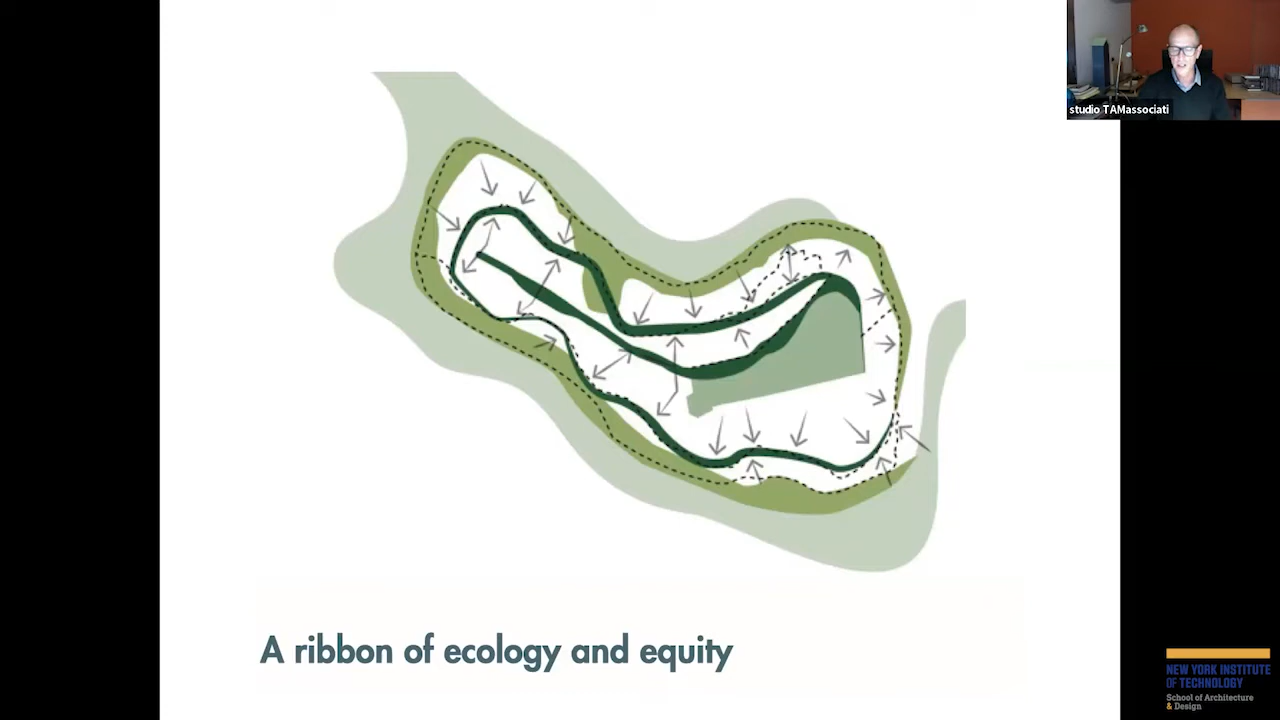 studio TAMassociati
A ribbon of ecology and equity
NEW YORK INSTITUTE
OF TECHNOLOGY
School of Architecture
& Design